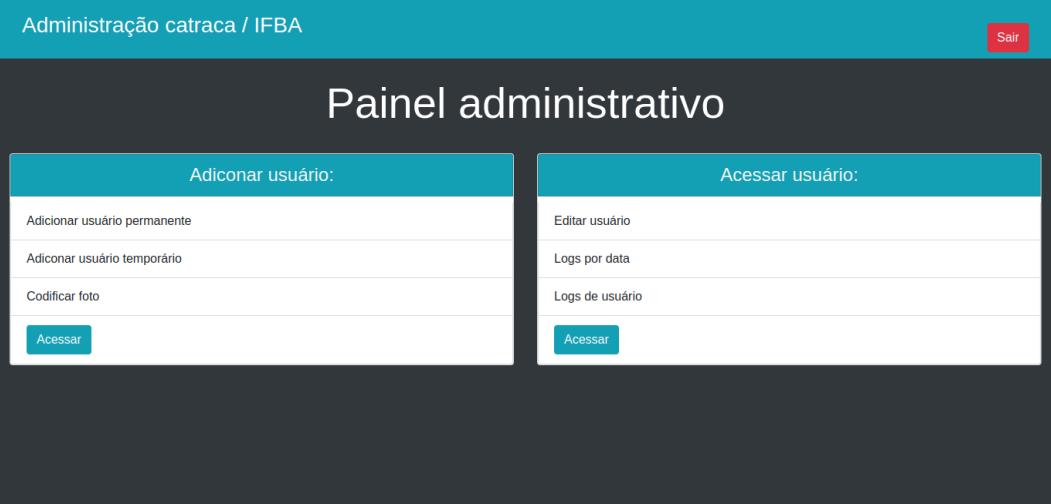 Administração catraca / IFBA
Sair
Painel administrativo
Adiconar usuário:
Adicionar usuário permanente
Adiconar usuário temporário
Codificar foto
Acessar
Acessar usuário:
Editar usuário
Logs por data
Logs de usuário
Acessar